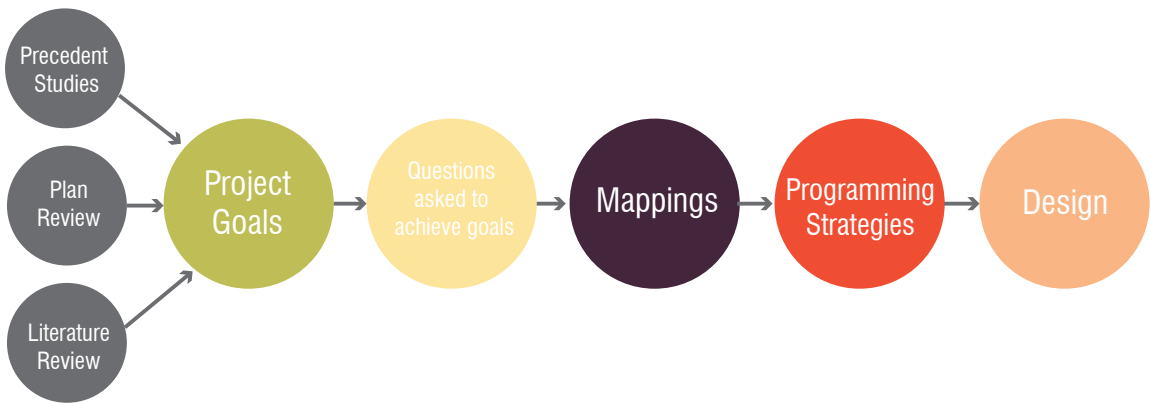 Precedent
Studies
Plan
Review
Literature
Review
Project
Goals
Questions
asked to
achieve goals
Mappings
Programming
Strategies
Design